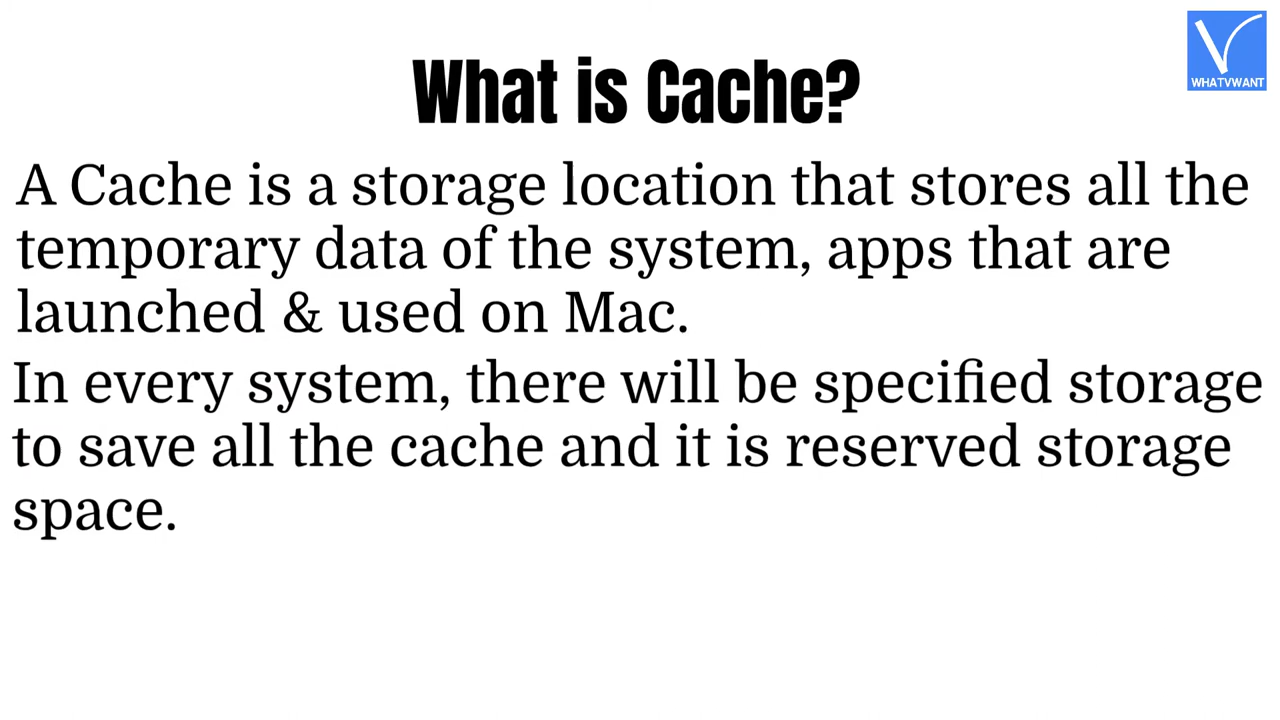 WHATVWANT
What is Cache?
A Cache is a storage location that stores all the
temporary data of the system, apps that are
launched & used on Mac.
In every system, there will be specified storage
to save all the cache and it is reserved storage
space.